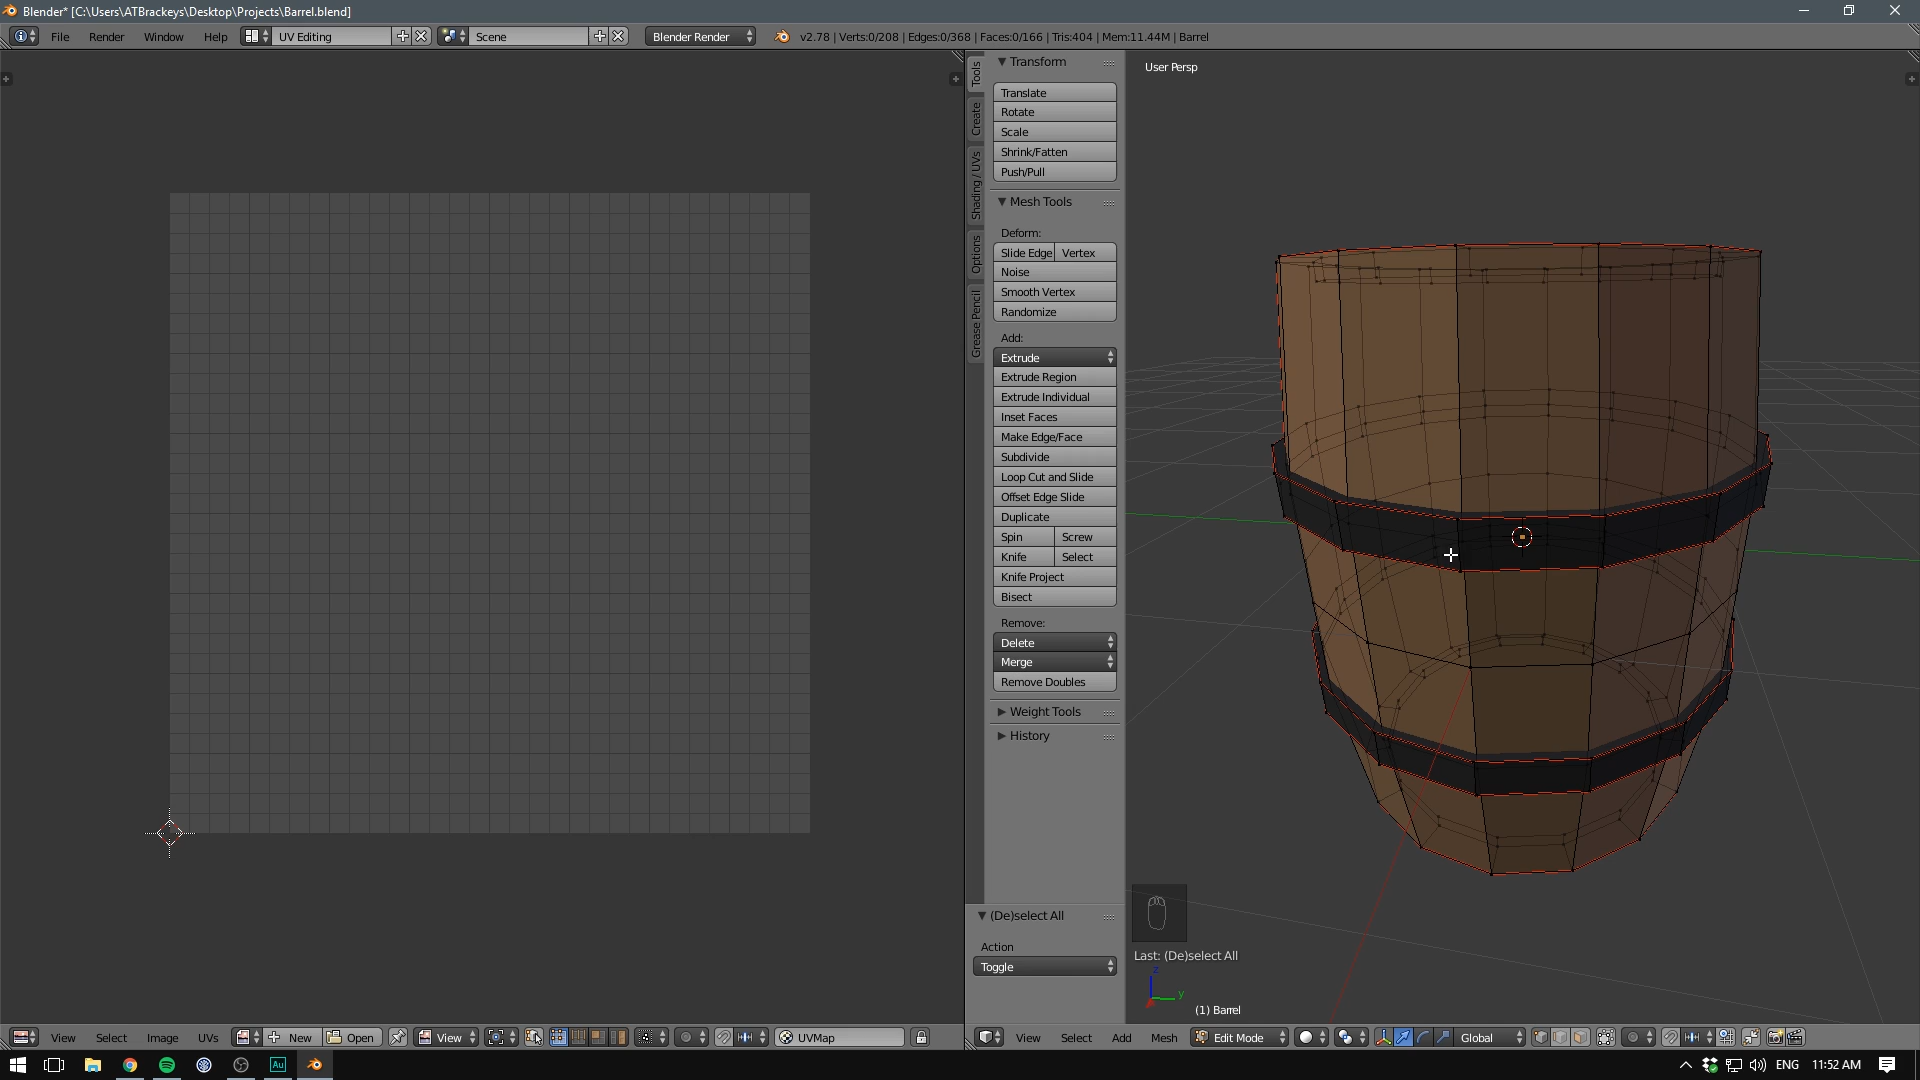 Blender* [C:\Users\ATBrackeys\Desktop\Projects\Barrel.blend]
File Render Window Help UV Editing Scene Blender Render v2.78 | Verts:0/208 | Edges:0/368 | Faces:0/166 | Tris:404 | Mem:11.44M | Barrel
Tools
Create
Shading / UVs
Options
Grease Pencil
Transform
Translate
Rotate
Scale
Shrink/Fatten
Push/Pull
Mesh Tools
Deform:
Slide Edge Vertex
Noise
Smooth Vertex
Randomize
Add:
Extrude
Extrude Region
Extrude Individual
Inset Faces
Make Edge/Face
Subdivide
Loop Cut and Slide
Offset Edge Slide
Duplicate
Spin Screw
Knife Select
Knife Project
Bisect
Remove:
Delete
Merge
Remove Doubles
Weight Tools
History
(De)select All
Action
Toggle
User Persp
Last: (De)select All
z
y
(1) Barrel
View Select Image UVs New Open View UVMap
View Select Add Mesh Edit Mode Global
Au
ENG 11:52 AM